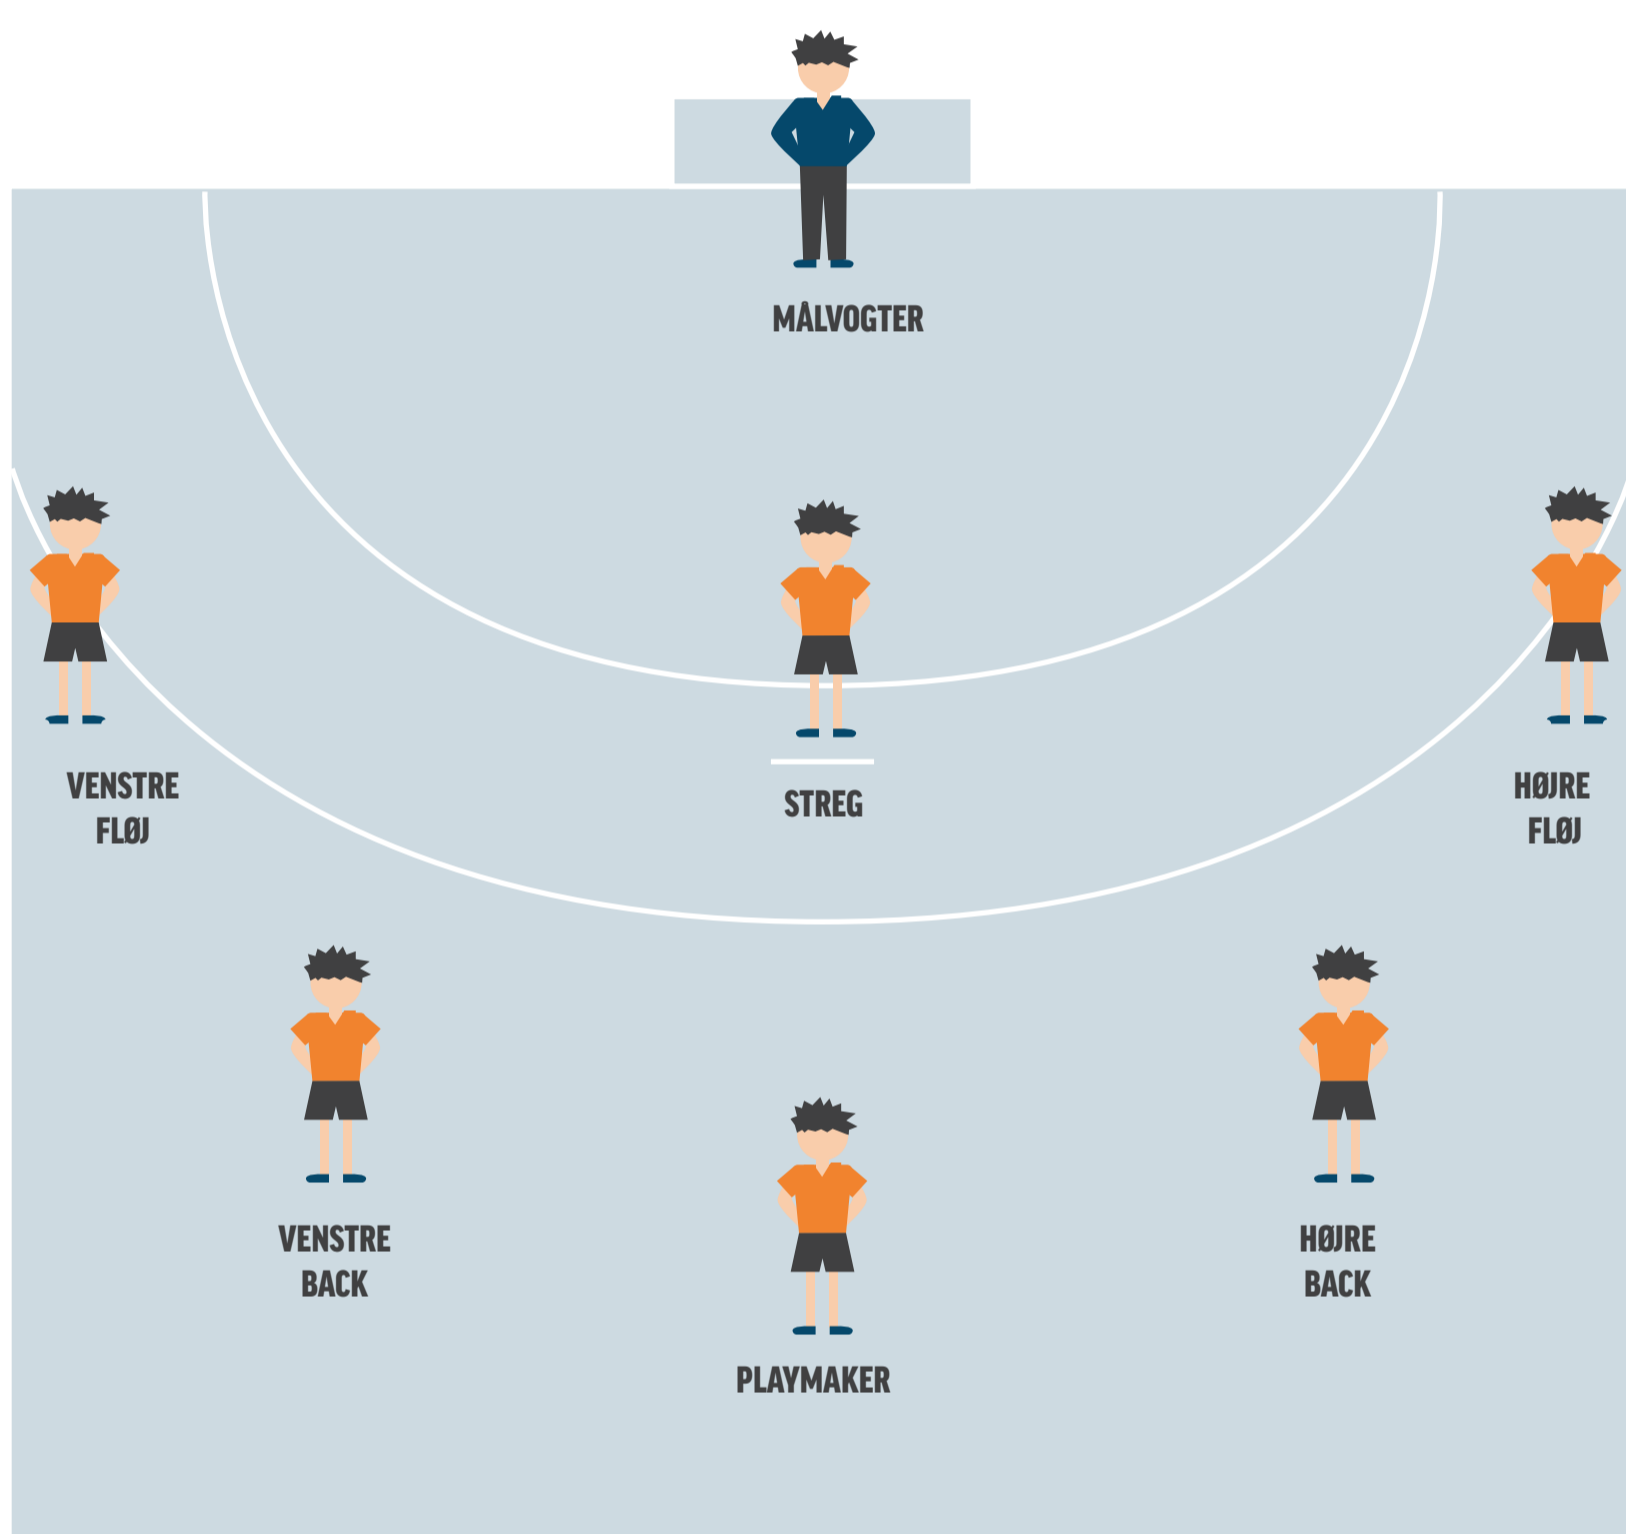 MÅLVOGTER
VENSTRE
FLØJ
STREG
HØJRE
FLØJ
VENSTRE
BACK
HØJRE
BACK
PLAYMAKER